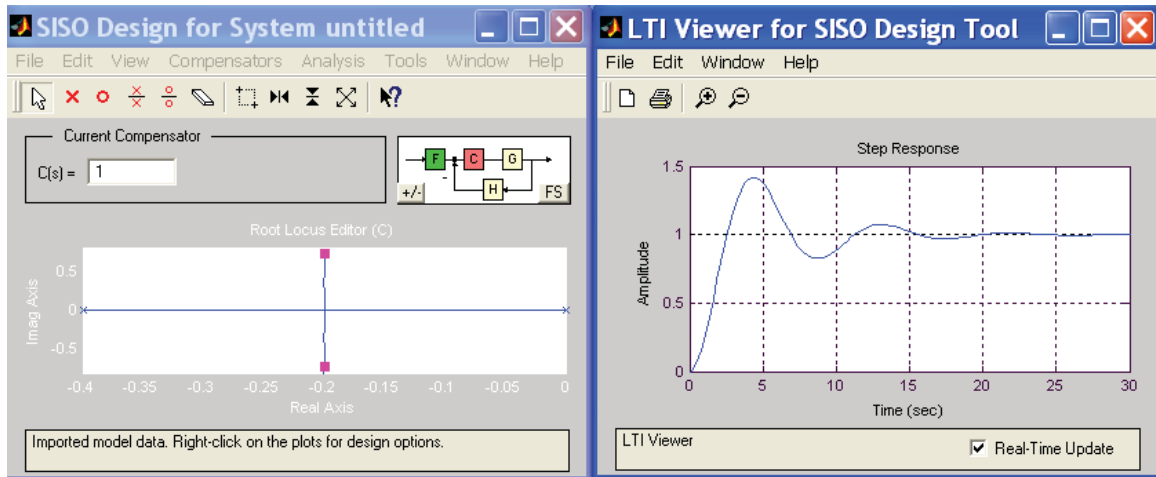 SISO Design for System untitled
File Edit View Compensators Analysis Tools Window Help
Current Compensator
C(s) = 1
F C G
H
+/- FS
-
Root Locus Editor (C)
Imag Axis
0.5
0
-0.5
-0.4 -0.35 -0.3 -0.25 -0.2 -0.15 -0.1 -0.05 0
Real Axis
Imported model data. Right-click on the plots for design options.
LTI Viewer for SISO Design Tool
File Edit Window Help
Step Response
Amplitude
1.5
1
0.5
0
0 5 10 15 20 25 30
Time (sec)
LTI Viewer
Real-Time Update